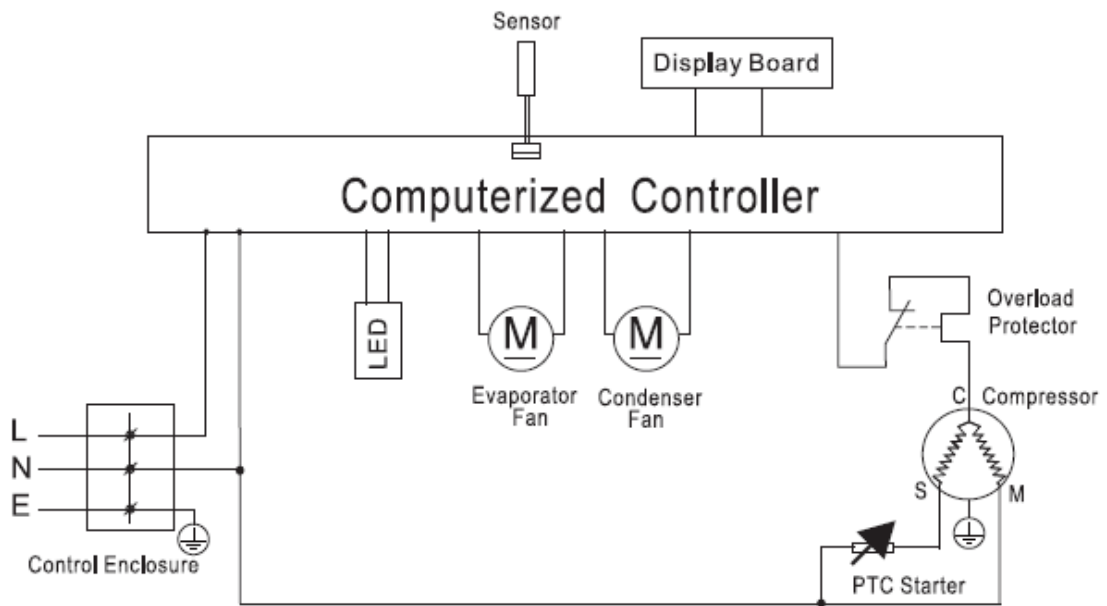 Sensor
Display Board
Computerized Controller
LED
M
Evaporator
Fan
M
Condenser
Fan
Overload
Protector
C
Compressor
S
M
PTC Starter
L
N
E
Control Enclosure